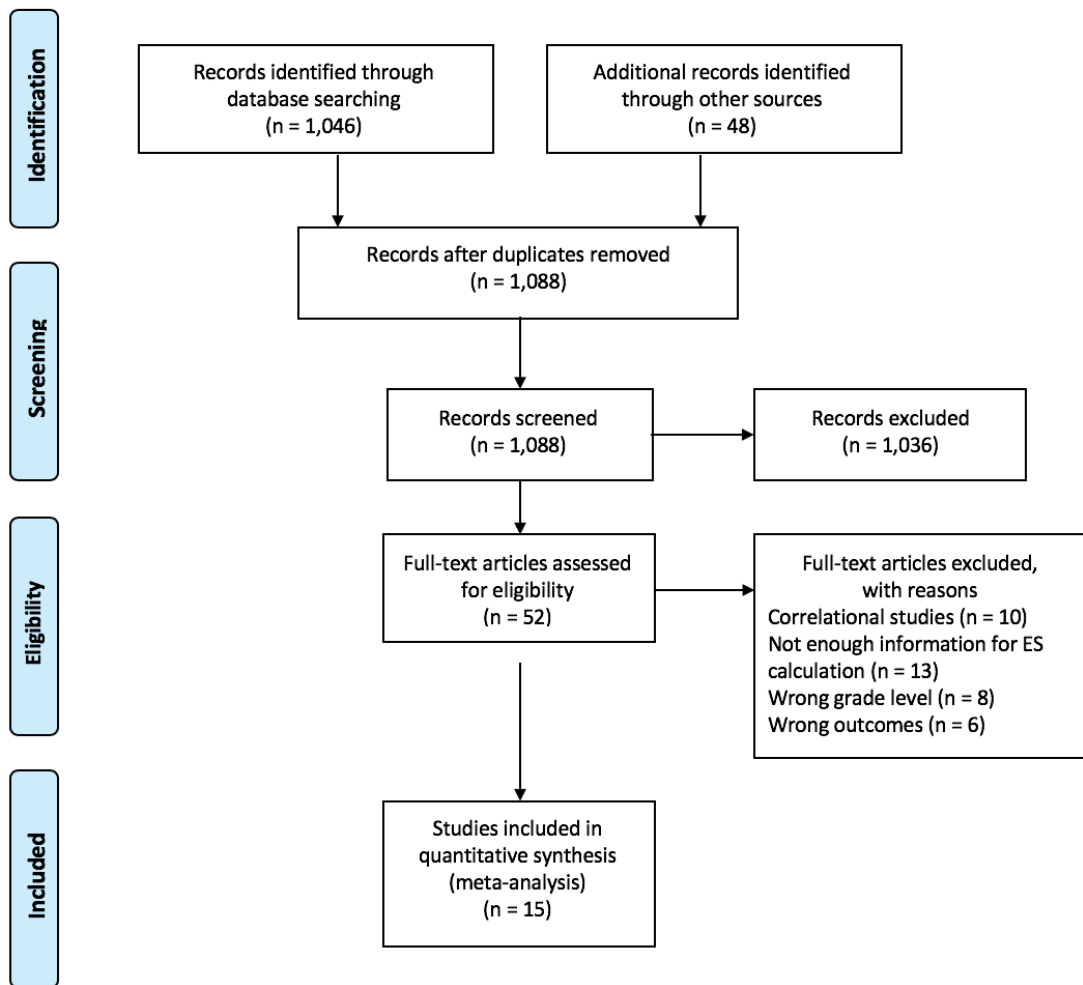 Identification
Records identified through
database searching
(n = 1,046)
Additional records identified
through other sources
(n = 48)
Records after duplicates removed
(n = 1,088)
Screening
Records screened
(n = 1,088)
Records excluded
(n = 1,036)
Eligibility
Full-text articles assessed
for eligibility
(n = 52)
Full-text articles excluded,
with reasons
Correlational studies (n = 10)
Not enough information for ES
calculation (n = 13)
Wrong grade level (n = 8)
Wrong outcomes (n = 6)
Included
Studies included in
quantitative synthesis
(meta-analysis)
(n = 15)